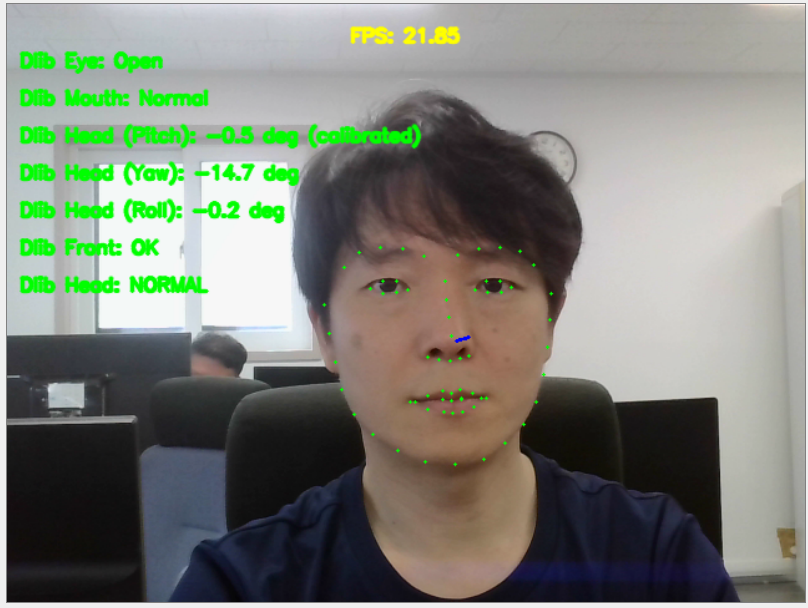 FPS: 21.85
Dlib Eye: Open
Dlib Mouth: Normal
Dlib Head (Pitch): -0.5 deg (calibrated)
Dlib Head (Yaw): -14.7 deg
Dlib Head (Roll): -0.2 deg
Dlib Front: OK
Dlib Head: NORMAL